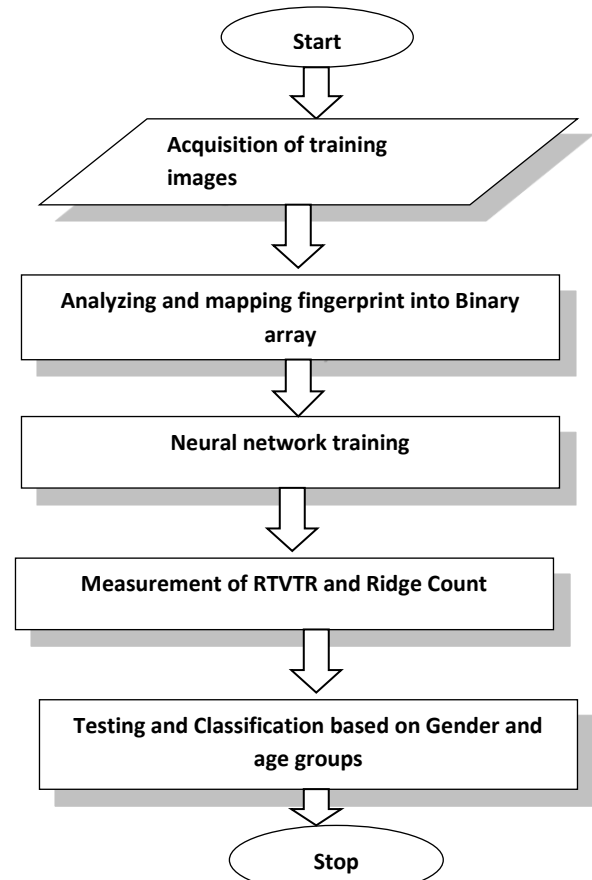 Start
Acquisition of training
images
Analyzing and mapping fingerprint into Binary
array
Neural network training
Measurement of RTVTR and Ridge Count
Testing and Classification based on Gender and
age groups
Stop